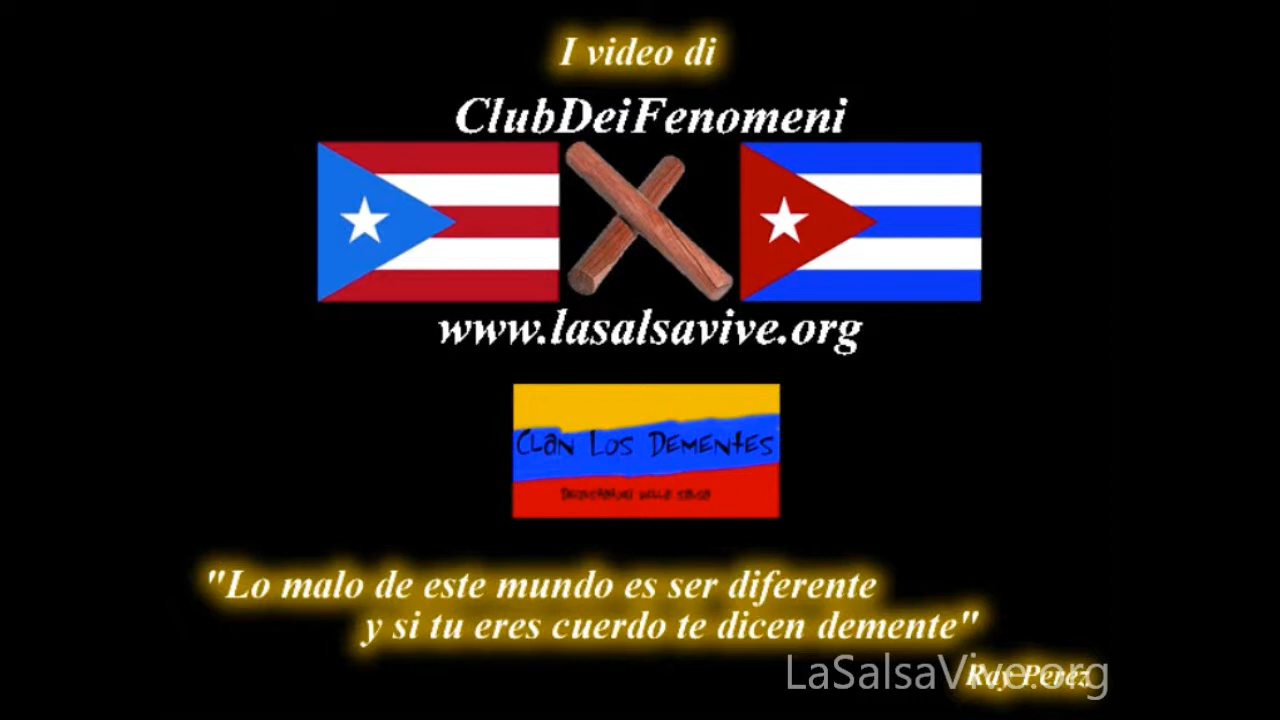 I video di
ClubDeiFenomeni
www.lasalsavive.org
Clan Los Dementes
"Lo malo de este mundo es ser diferente
y si tu eres cuerdo te dicen demente"
Ray Perez
LaSalsaVive.org